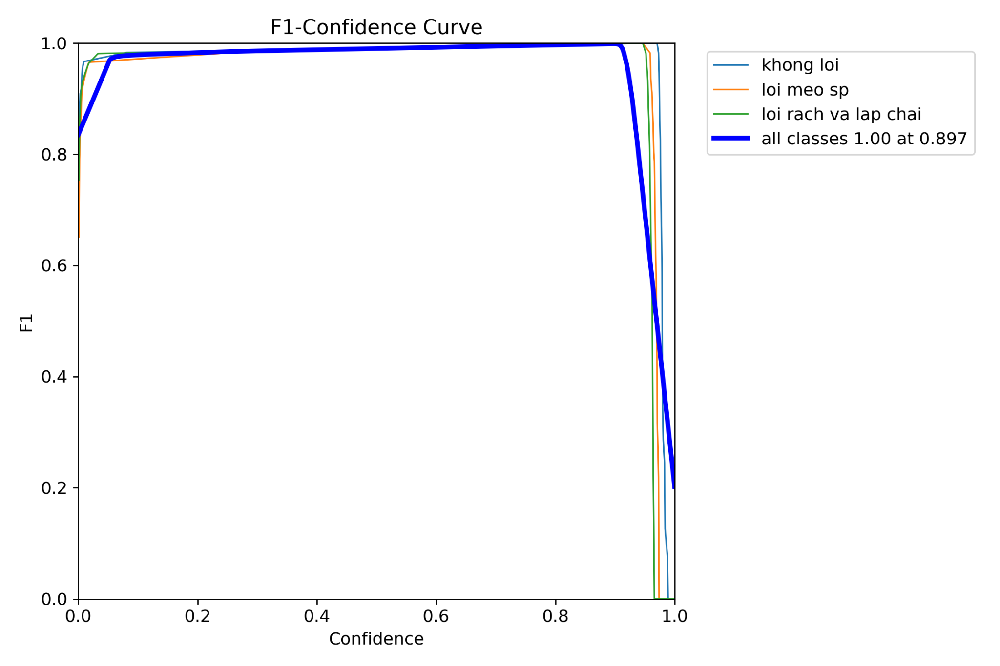 F1-Confidence Curve
1.0
0.8
0.6
0.4
0.2
0.0
F1
0.0 0.2 0.4 0.6 0.8 1.0
Confidence
khong loi
loi meo sp
loi rach va lap chai
all classes 1.00 at 0.897